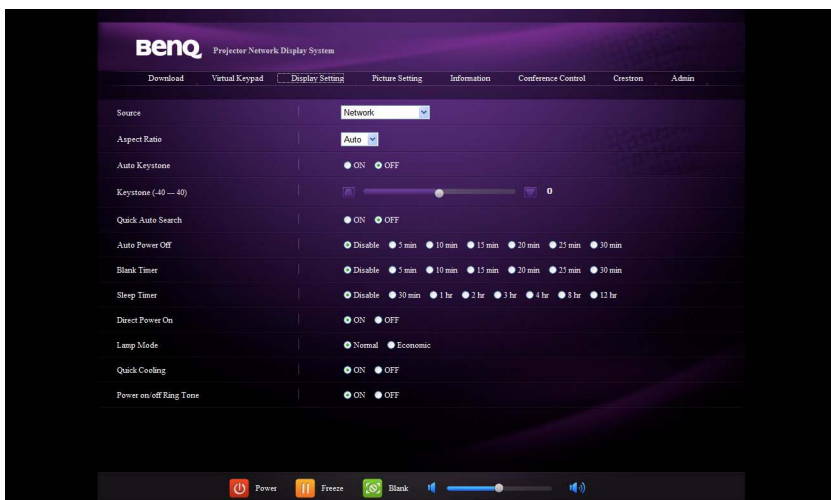 BenQ Projector Network Display System
Download Virtual Keypad Display Setting Picture Setting Information Conference Control Crestron Admin
Source Network
Aspect Ratio Auto
Auto Keystone ON OFF
Keystone (-40 — 40) 0
Quick Auto Search ON OFF
Auto Power Off Disable 5 min 10 min 15 min 20 min 25 min 30 min
Blank Timer Disable 5 min 10 min 15 min 20 min 25 min 30 min
Sleep Timer Disable 30 min 1 hr 2 hr 3 hr 4 hr 8 hr 12 hr
Direct Power On ON OFF
Lamp Mode Normal Economic
Quick Cooling ON OFF
Power on/off Ring Tone ON OFF
Power Freeze Blank